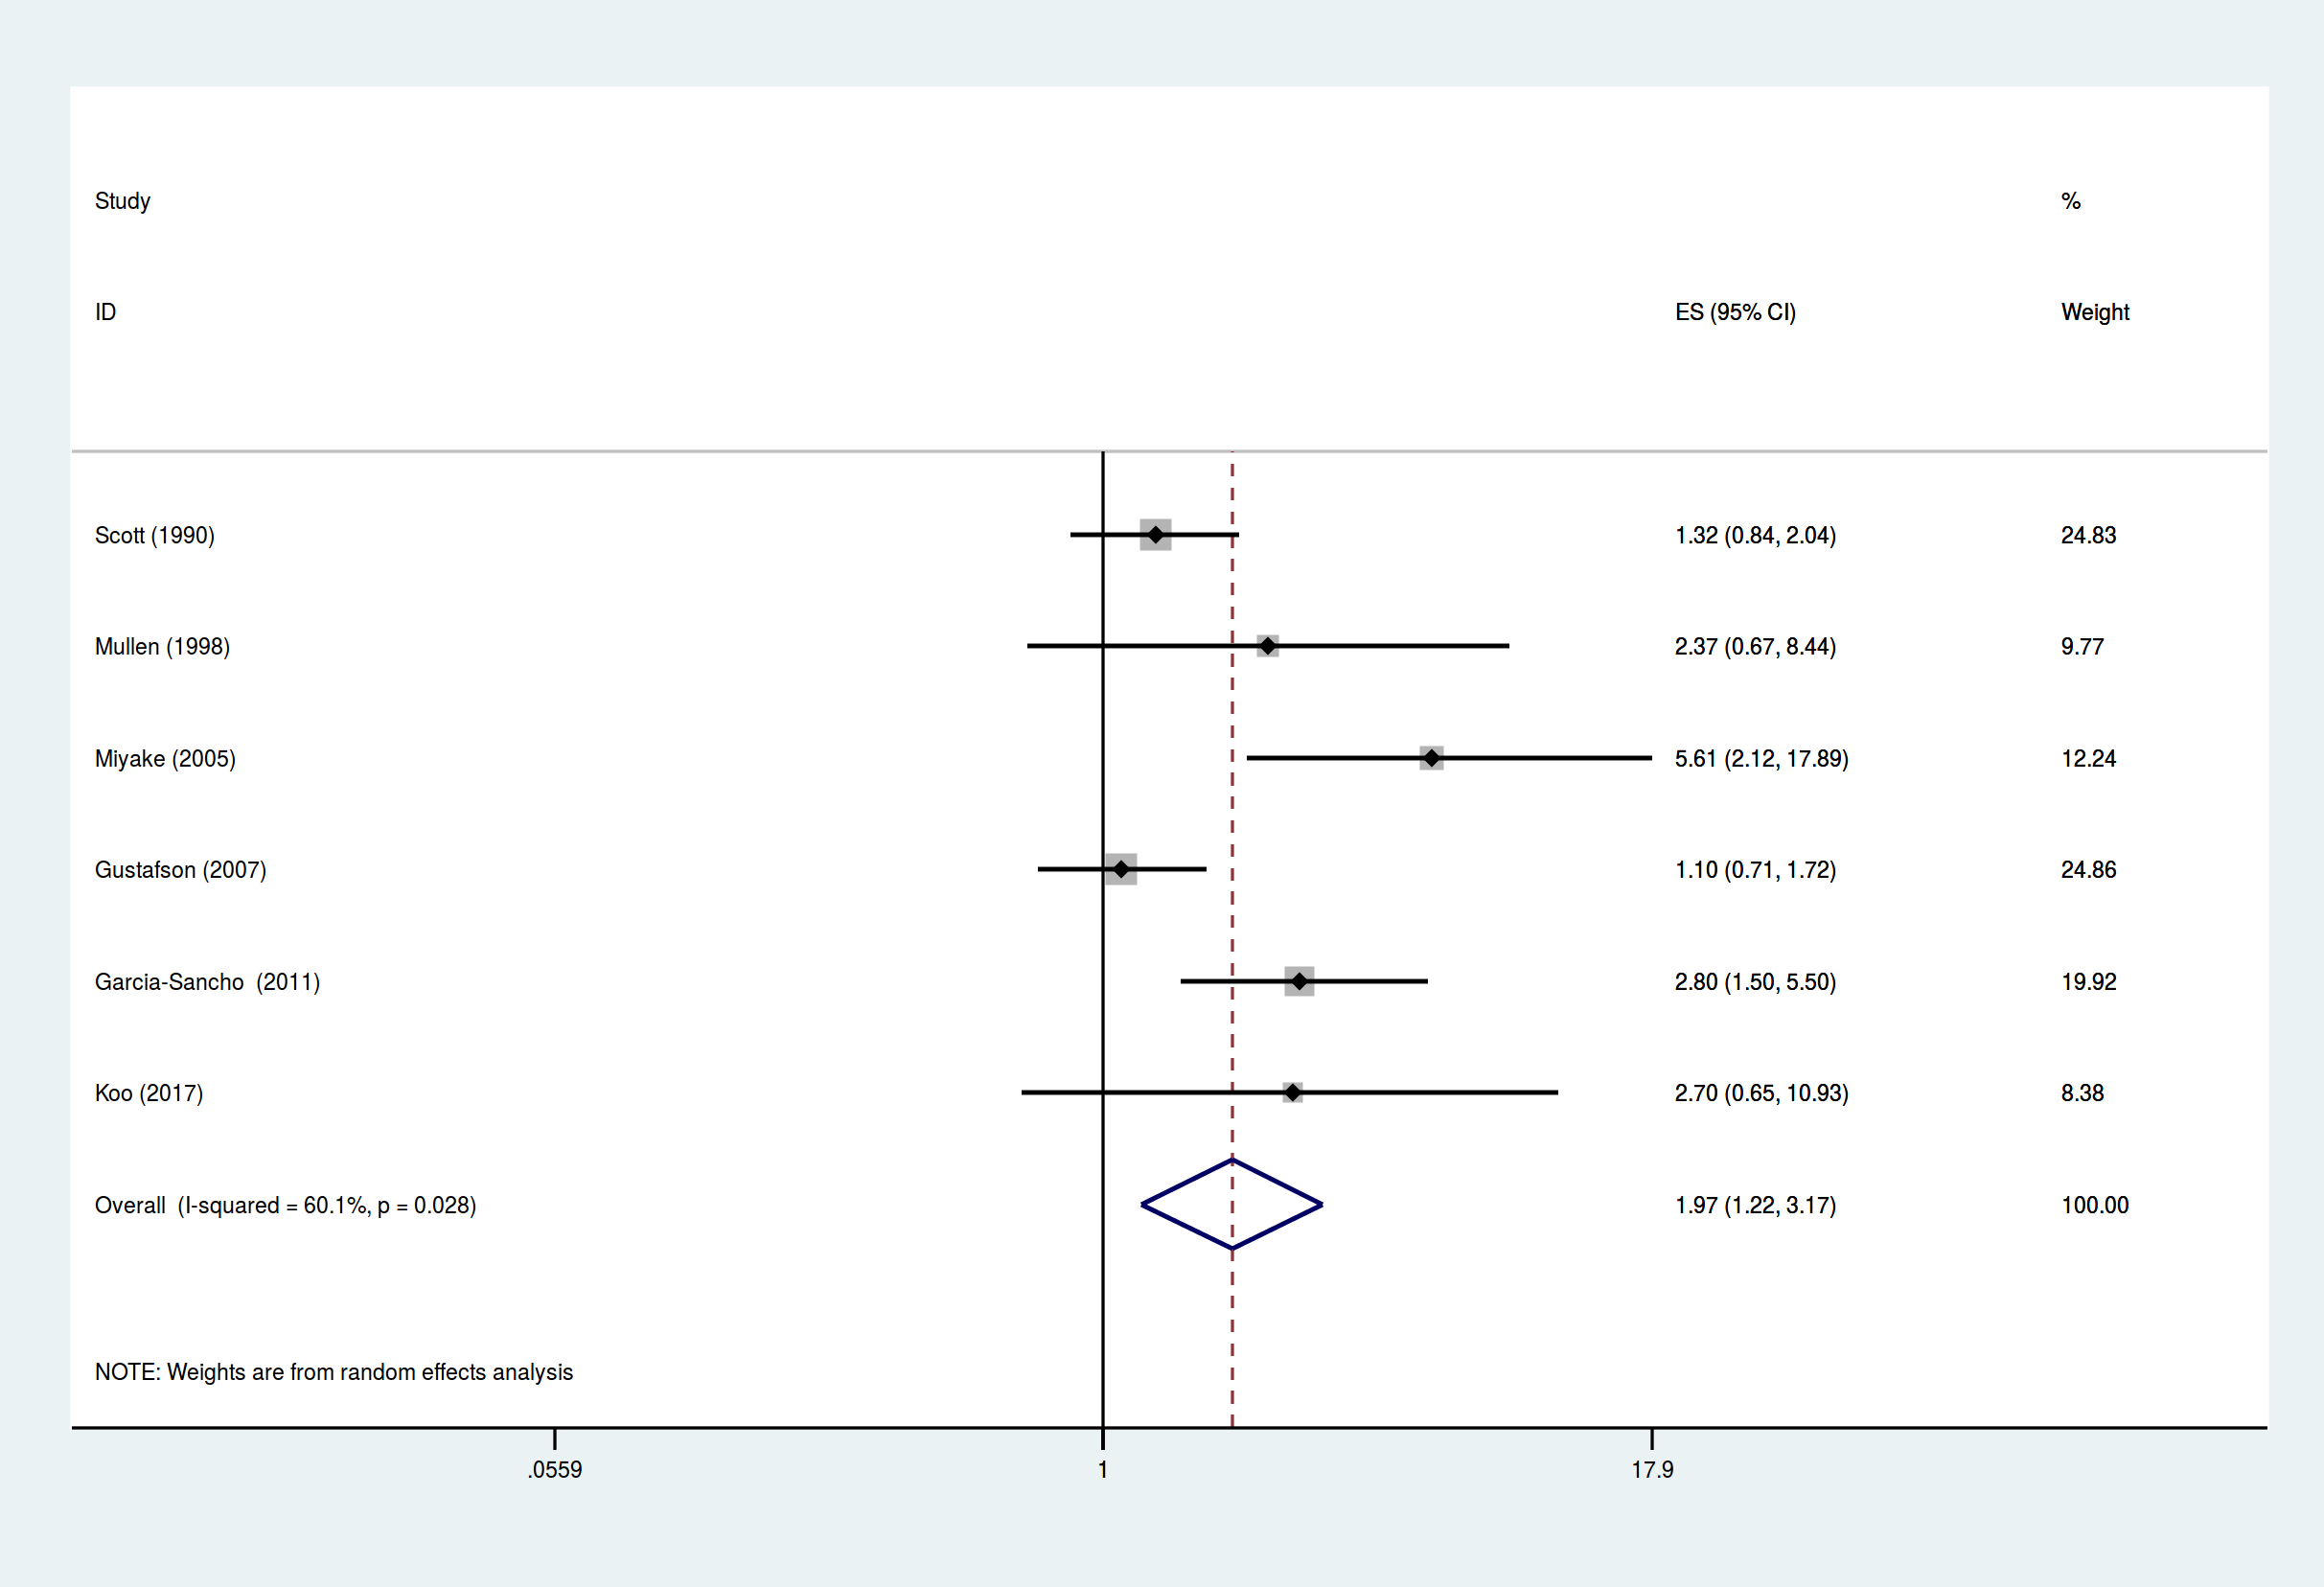 Study %
ID ES (95% CI) Weight
Scott (1990) 1.32 (0.84, 2.04) 24.83
Mullen (1998) 2.37 (0.67, 8.44) 9.77
Miyake (2005) 5.61 (2.12, 17.89) 12.24
Gustafson (2007) 1.10 (0.71, 1.72) 24.86
Garcia-Sancho (2011) 2.80 (1.50, 5.50) 19.92
Koo (2017) 2.70 (0.65, 10.93) 8.38
Overall (I-squared = 60.1%, p = 0.028) 1.97 (1.22, 3.17) 100.00
NOTE: Weights are from random effects analysis
.0559 1 17.9